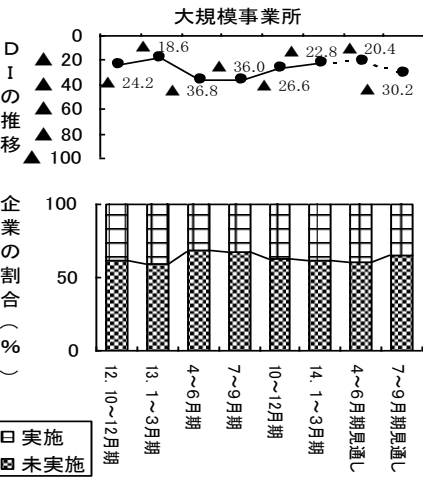 大規模事業所
DIの推移
0
▲ 20
▲ 40
▲ 60
▲ 80
▲ 100
▲ 24.2
▲ 18.6
▲ 36.8
▲ 36.0
▲ 26.6
▲ 22.8
▲ 20.4
▲ 30.2
企業の割合(%)
100
50
0
12. 10~12月期
13. 1~3月期
4~6月期
7~9月期
10~12月期
14. 1~3月期
4~6月期見通し
7~9月期見通し
実施
未実施